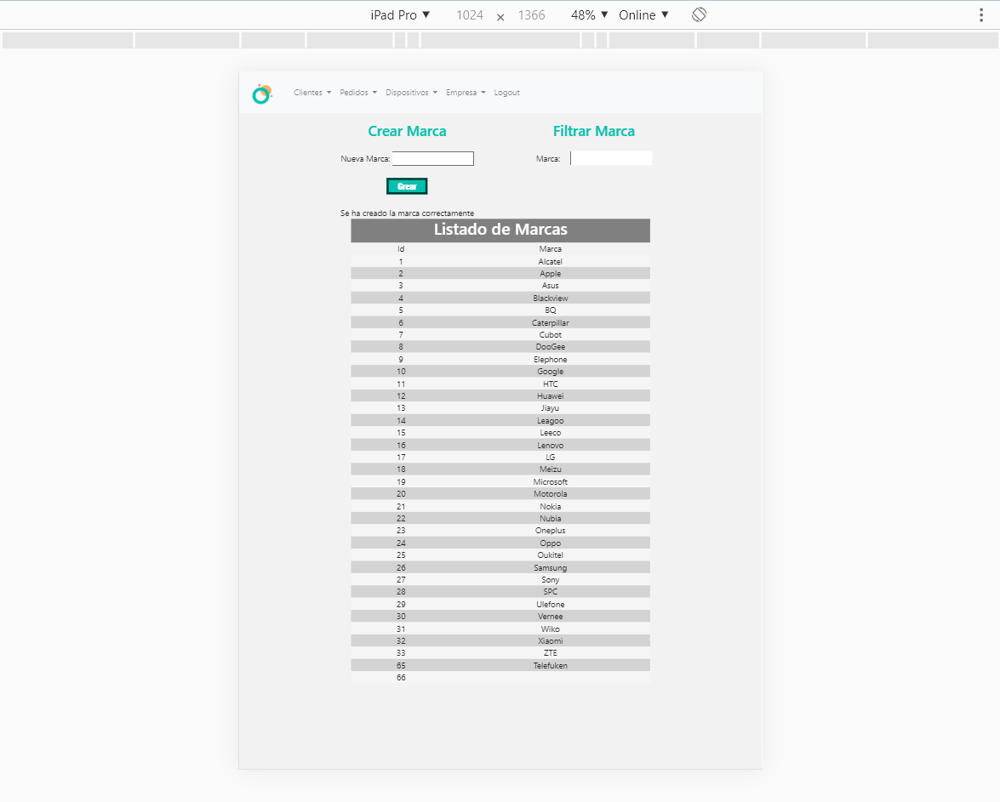 iPad Pro ▼ 1024 × 1366 48% ▼ Online ▼
Clientes Pedidos Dispositivos Empresa Logout
Crear Marca Filtrar Marca
Nueva Marca: Marca:
Crear
Se ha creado la marca correctamente
Listado de Marcas
Id Marca
1 Alcatel
2 Apple
3 Asus
4 Blackview
5 BQ
6 Caterpillar
7 Cubot
8 DooGee
9 Elephone
10 Google
11 HTC
12 Huawei
13 Jiayu
14 Leagoo
15 Leeco
16 Lenovo
17 LG
18 Meizu
19 Microsoft
20 Motorola
21 Nokia
22 Nubia
23 Oneplus
24 Oppo
25 Oukitel
26 Samsung
27 Sony
28 SPC
29 Ulefone
30 Vernee
31 Wiko
32 Xiaomi
33 ZTE
65 Telefuken
66